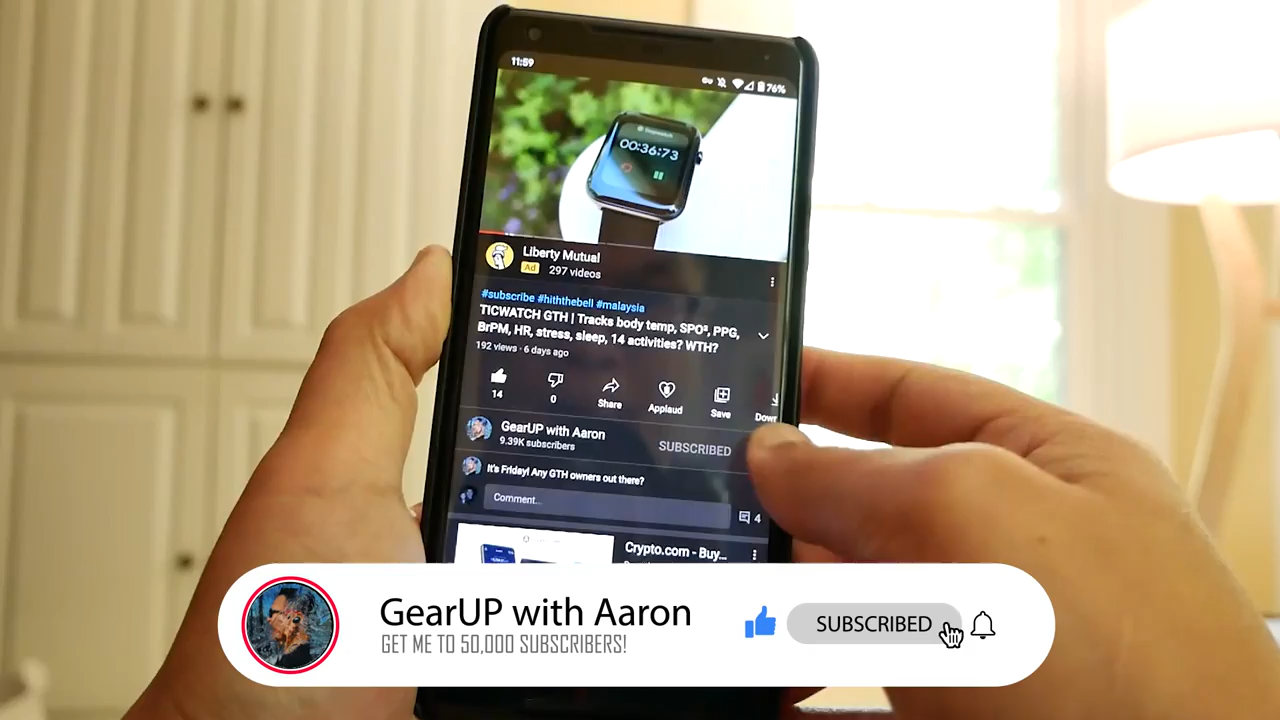 11:59
76%
Stopwatch
00:36:73
Liberty Mutual
Ad 297 videos
#subscribe #hiththebell #malaysia
TICWATCH GTH | Tracks body temp, SPO², PPG,
BrPM, HR, stress, sleep, 14 activities? WTH?
192 views · 6 days ago
14
0
Share
Applaud
Save
Down
GearUP with Aaron
9.39K subscribers
SUBSCRIBED
It's Friday! Any GTH owners out there?
Comment...
4
Crypto.com - Buy...
GearUP with Aaron
GET ME TO 50,000 SUBSCRIBERS!
SUBSCRIBED